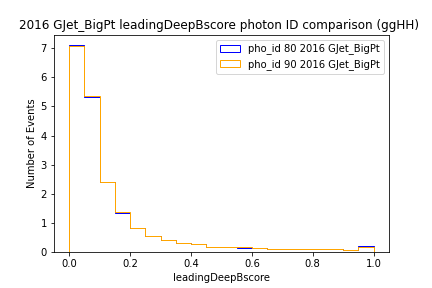 2016 GJet_BigPt leadingDeepBscore photon ID comparison (ggHH)
pho_id 80 2016 GJet_BigPt
pho_id 90 2016 GJet_BigPt
Number of Events
7
6
5
4
3
2
1
0
0.0 0.2 0.4 0.6 0.8 1.0
leadingDeepBscore